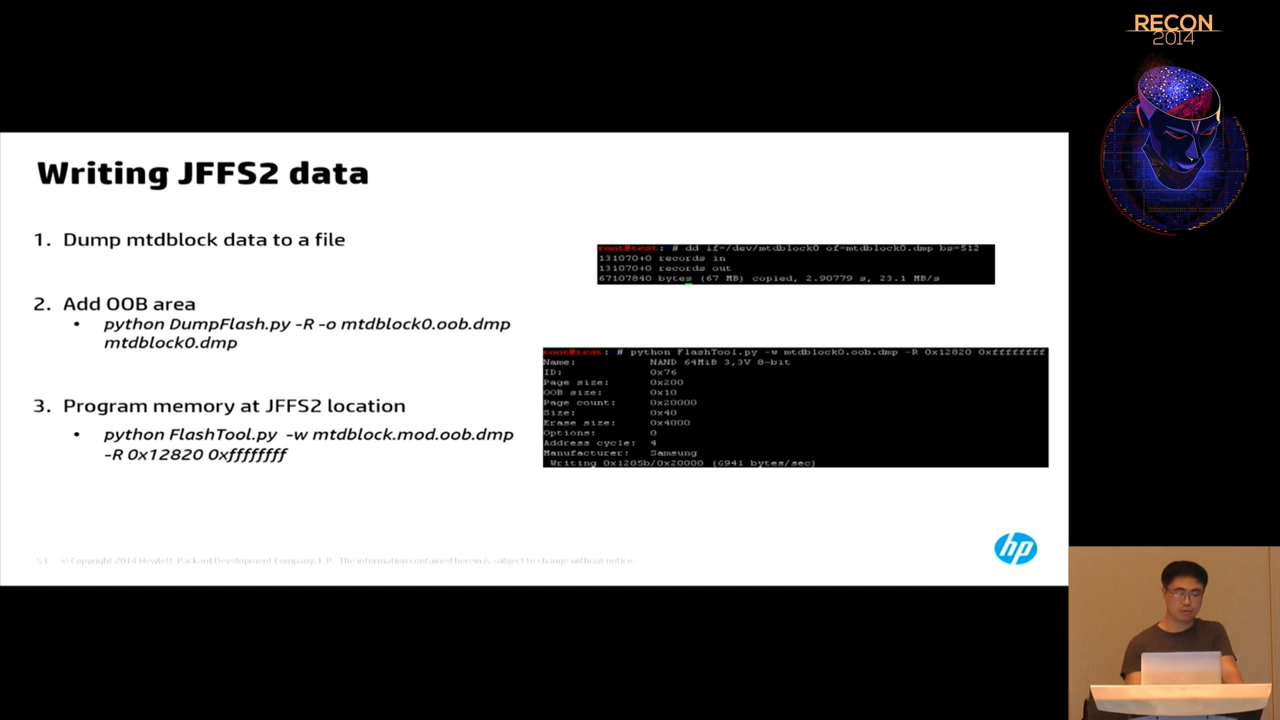 RECON
2014
Writing JFFS2 data
1. Dump mtdblock data to a file
root@test: # dd if=/dev/mtdblock0 of=mtdblock0.dmp bs=512
131070+0 records in
131070+0 records out
67107840 bytes (67 MB) copied, 2.90779 s, 23.1 MB/s
2. Add OOB area
• python DumpFlash.py -R -o mtdblock0.oob.dmp
mtdblock0.dmp
root@test: # python FlashTool.py -w mtdblock0.oob.dmp -R 0x12820 0xffffffff
Name: NAND 64MiB 3,3V 8-bit
ID: 0x76
Page size: 0x200
OOB size: 0x10
Page count: 0x20000
Size: 0x40
Erase size: 0x4000
Options: 0
Address cycle: 4
Manufacturer: Samsung
Writing 0x1205b/0x20000 (6941 bytes/sec)
3. Program memory at JFFS2 location
• python FlashTool.py -w mtdblock.mod.oob.dmp
-R 0x12820 0xffffffff
hp
53 © Copyright 2014 Hewlett-Packard Development Company, L.P. The information contained herein is subject to change without notice.